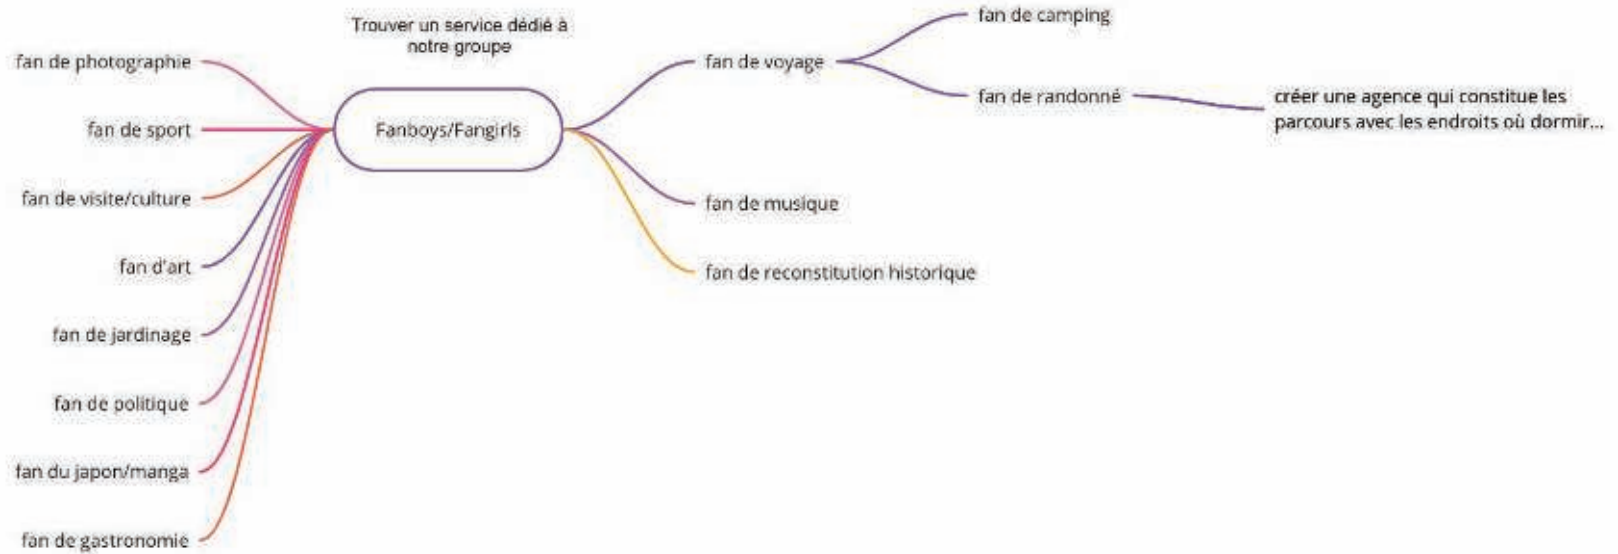 Trouver un service dédié à
notre groupe
Fanboys/Fangirls
fan de photographie
fan de sport
fan de visite/culture
fan d'art
fan de jardinage
fan de politique
fan du japon/manga
fan de gastronomie
fan de voyage
fan de camping
fan de randonné
créer une agence qui constitue les
parcours avec les endroits où dormir...
fan de musique
fan de reconstitution historique